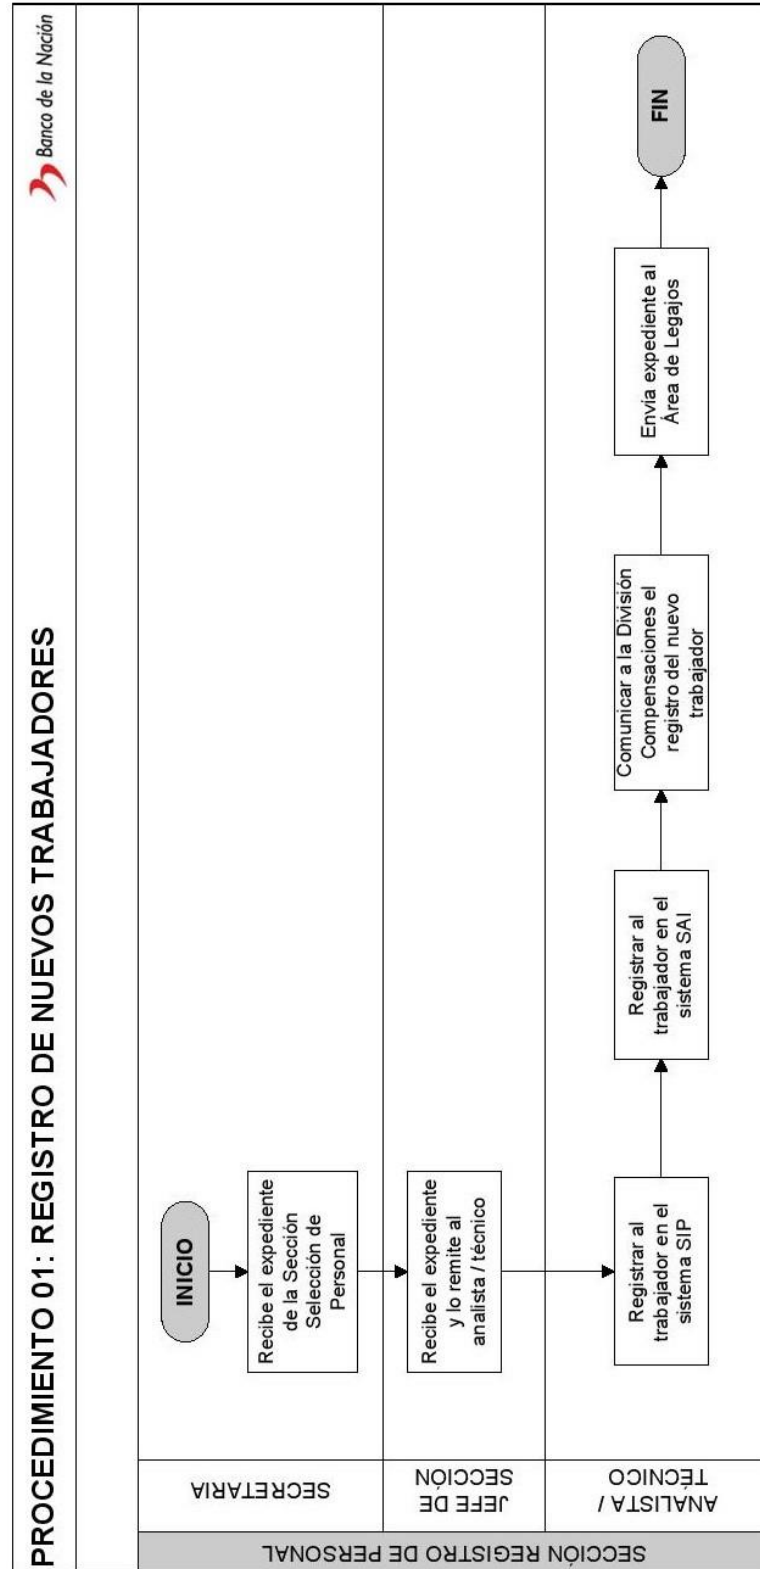 PROCEDIMIENTO 01: REGISTRO DE NUEVOS TRABAJADORES
Banco de la Nación
SECCIÓN REGISTRO DE PERSONAL
SECRETARIA
INICIO
Recibe el expediente
de la Sección
Selección de
Personal
JEFE DE
SECCIÓN
Recibe el expediente
y lo remite al
analista / técnico
ANALISTA /
TÉCNICO
Registrar al
trabajador en el
sistema SIP
Registrar al
trabajador en el
sistema SAI
Comunicar a la División
Compensaciones el
registro del nuevo
trabajador
Envía expediente al
Área de Legajos
FIN